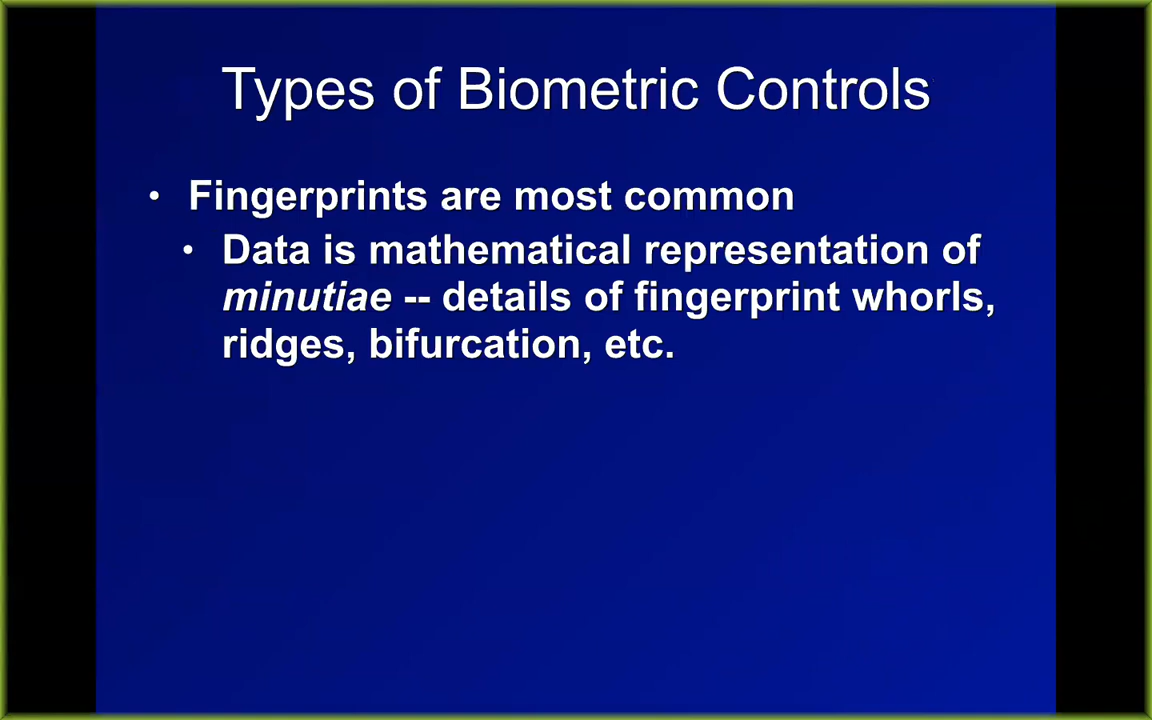 Types of Biometric Controls
• Fingerprints are most common
• Data is mathematical representation of
minutiae -- details of fingerprint whorls,
ridges, bifurcation, etc.